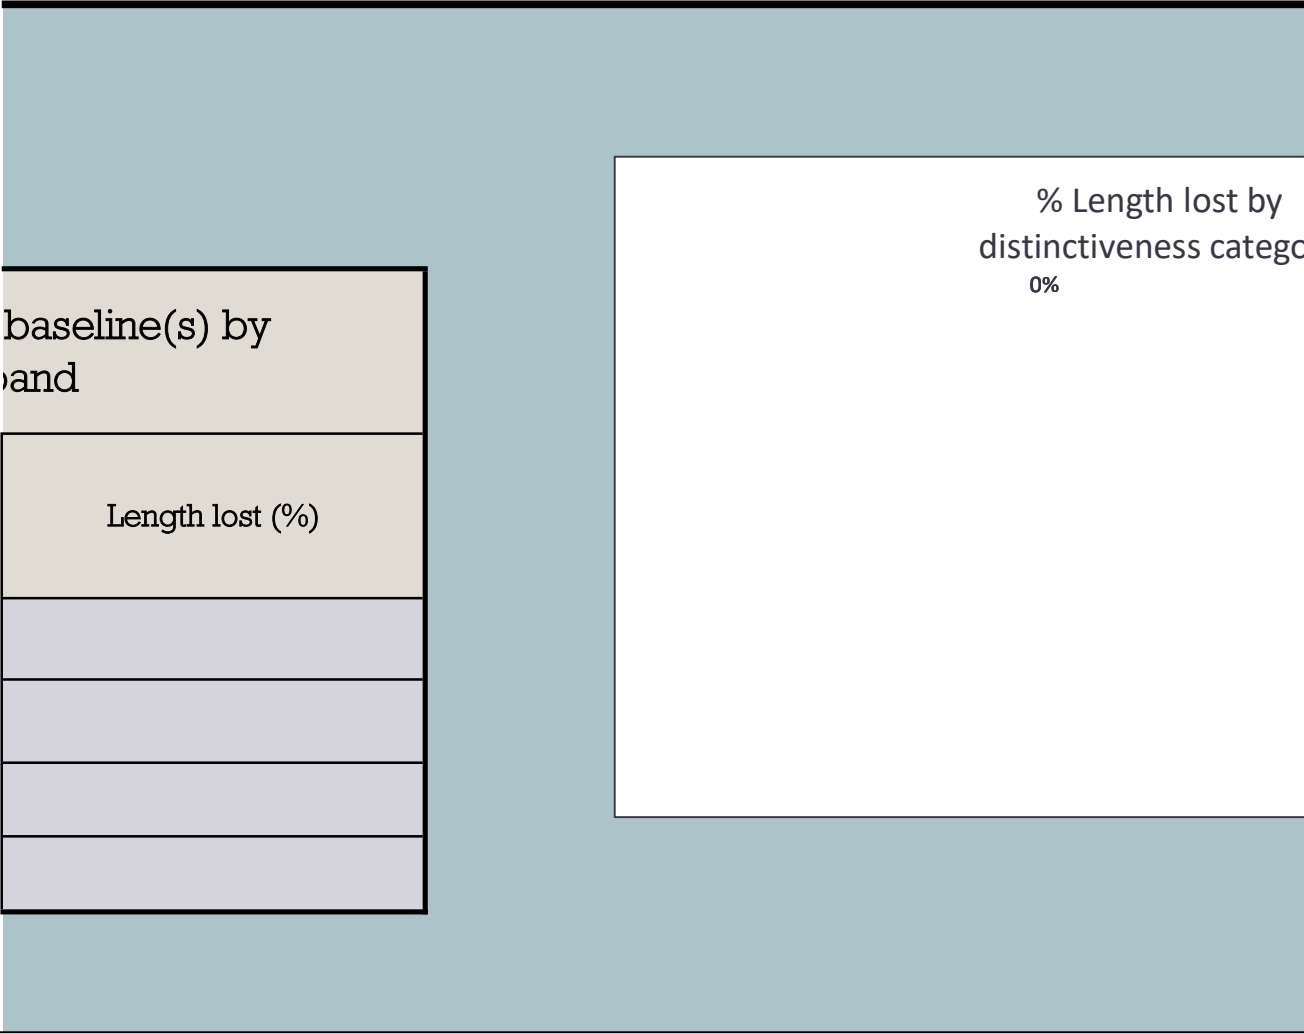 baseline(s) by
and
Length lost (%)
% Length lost by
distinctiveness catego
0%